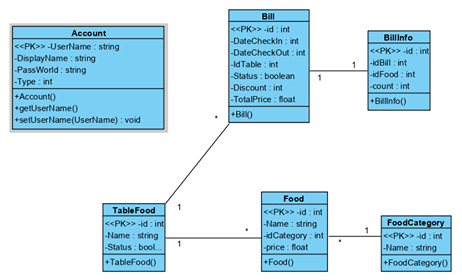 Account
<<PK>> -UserName : string
-DisplayName : string
-PassWorld : string
-Type : int
+Account()
+getUserName()
+setUserName(UserName) : void
Bill
<<PK>> -id : int
-DateCheckIn : int
-DateCheckOut : int
-IdTable : int
-Status : boolean
-Discount : int
-TotalPrice : float
+Bill()
1
1
BillInfo
<<PK>> -id : int
-idBill : int
-idFood : int
-count : int
+BillInfo()
*
1
TableFood
<<PK>> -id : int
-Name : string
-Status : bool...
+TableFood()
1
*
Food
<<PK>> -id : int
-Name : string
-idCategory : int
-price : float
+Food()
*
1
FoodCategory
<<PK>> -id : int
-Name : string
+FoodCategory()